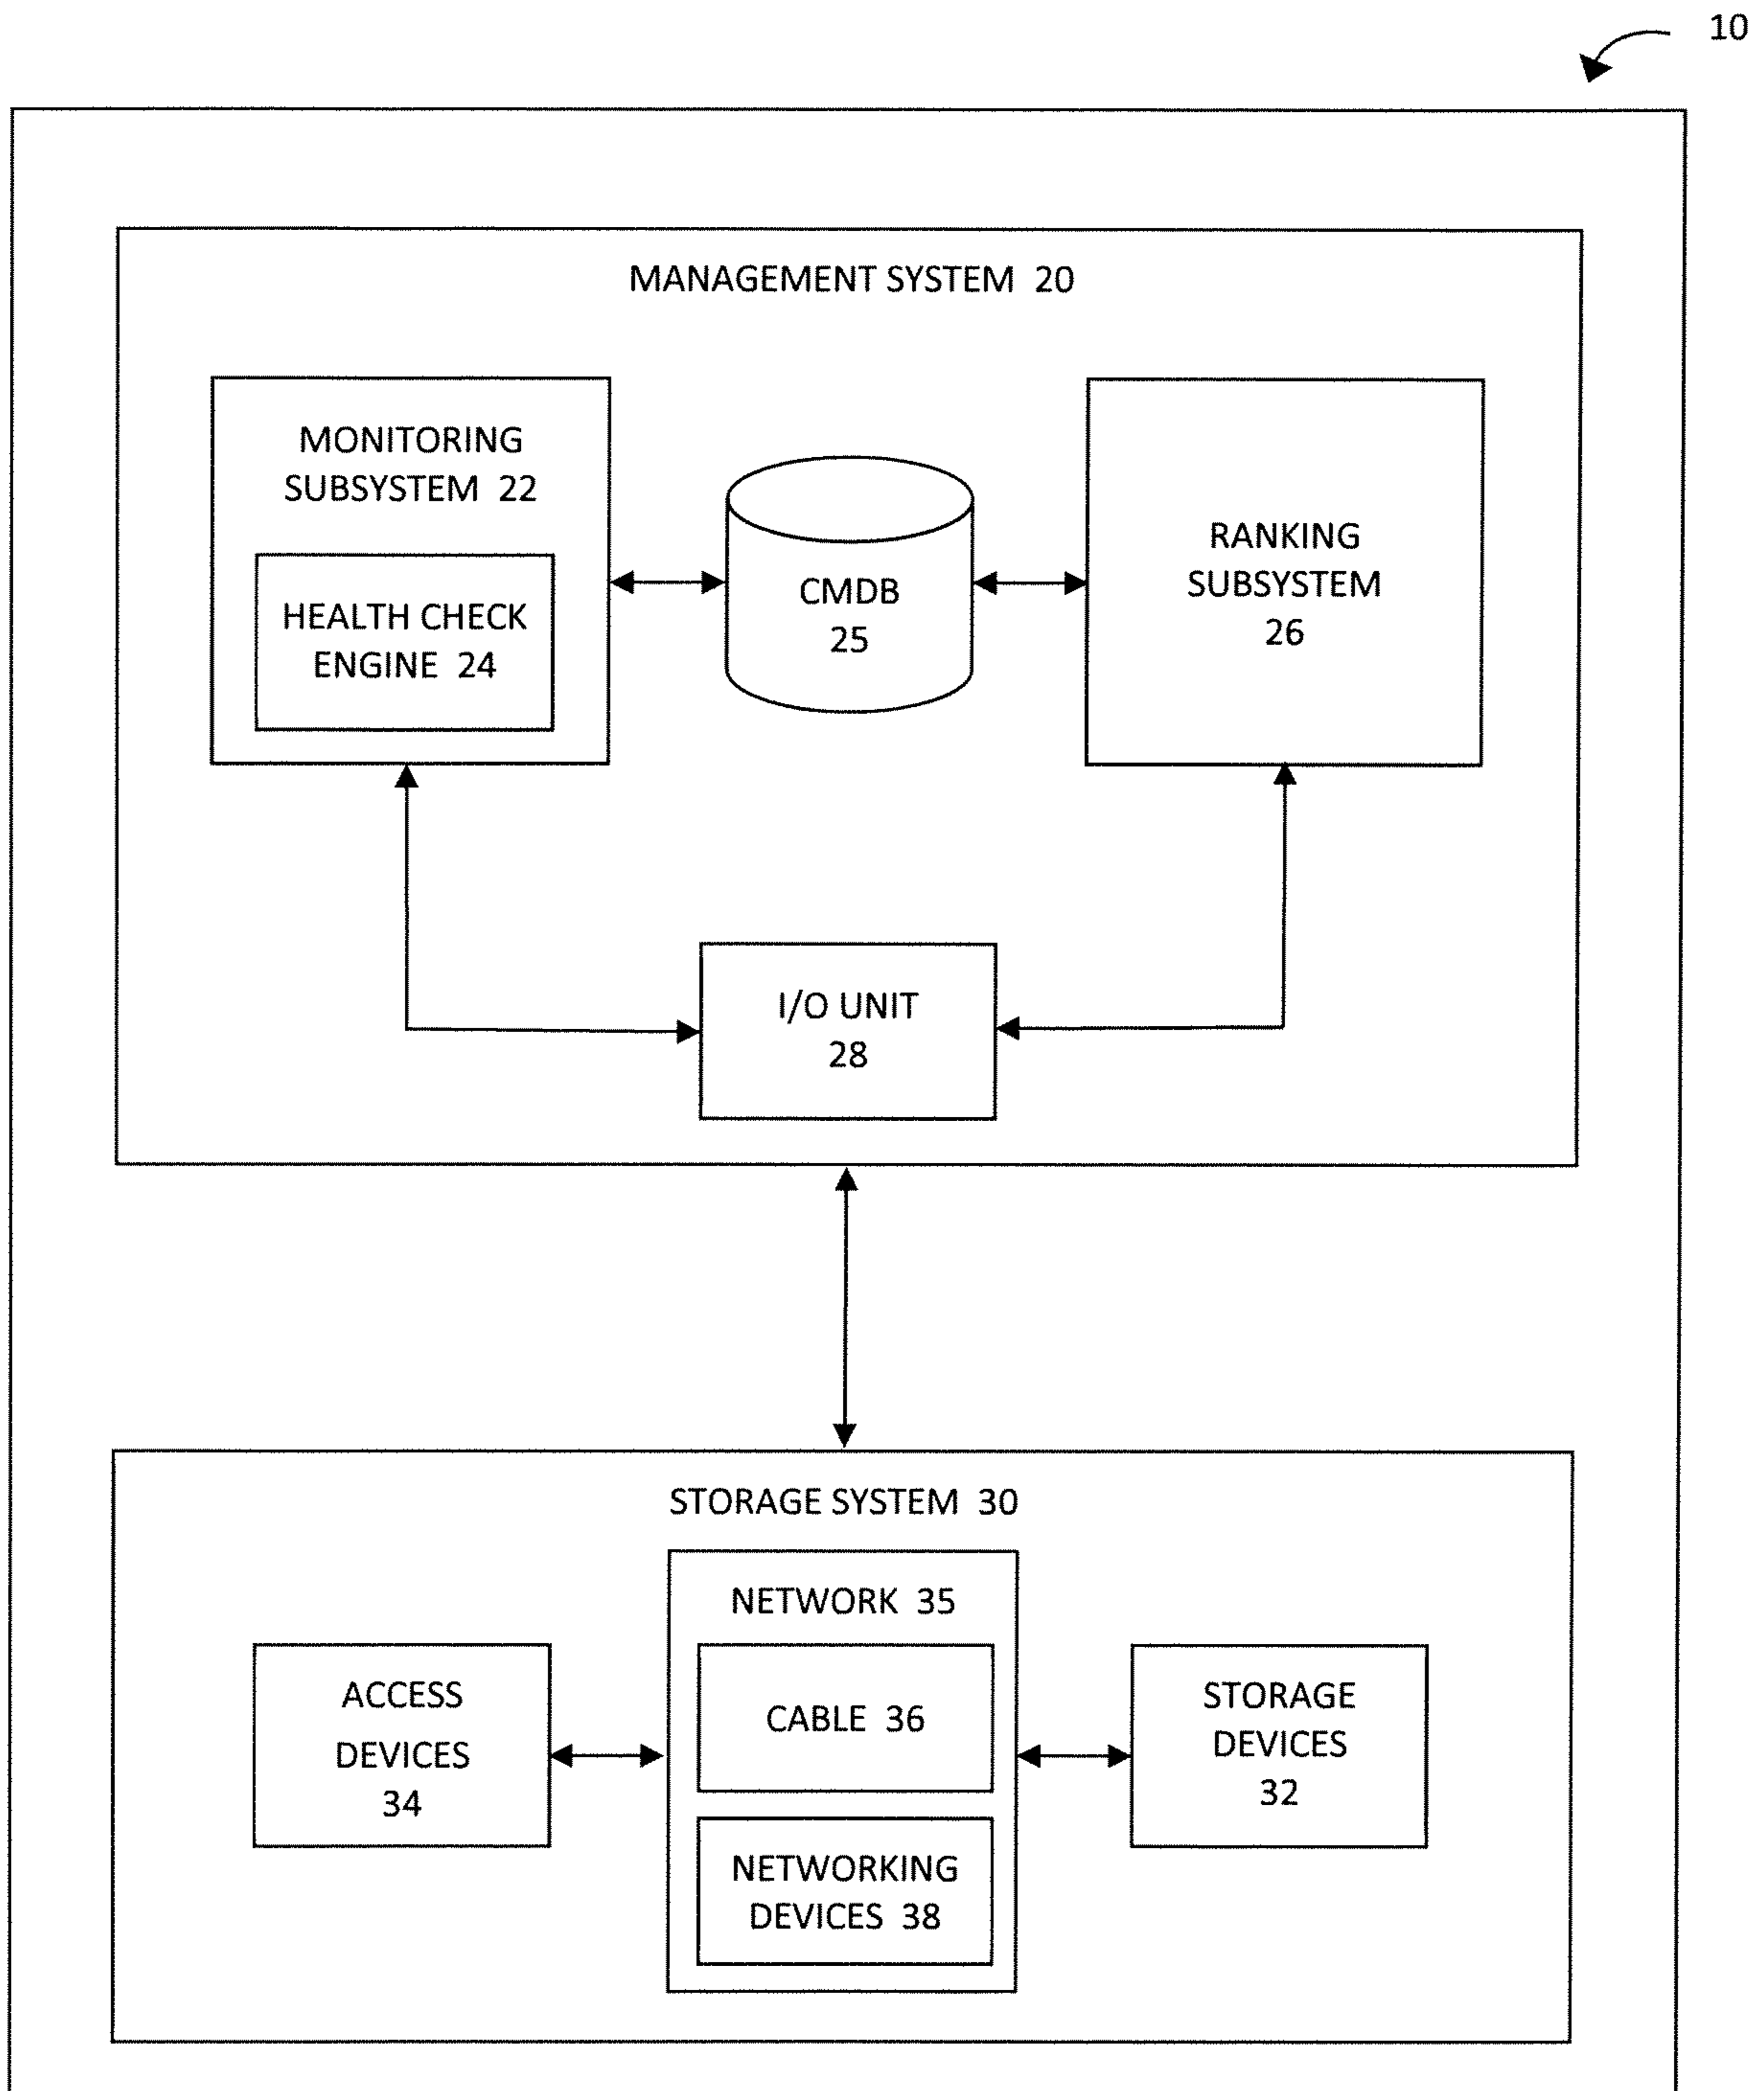 10
MANAGEMENT SYSTEM 20
MONITORING
SUBSYSTEM 22
HEALTH CHECK
ENGINE 24
CMDB
25
RANKING
SUBSYSTEM
26
I/O UNIT
28
STORAGE SYSTEM 30
NETWORK 35
ACCESS
DEVICES
34
CABLE 36
NETWORKING
DEVICES 38
STORAGE
DEVICES
32